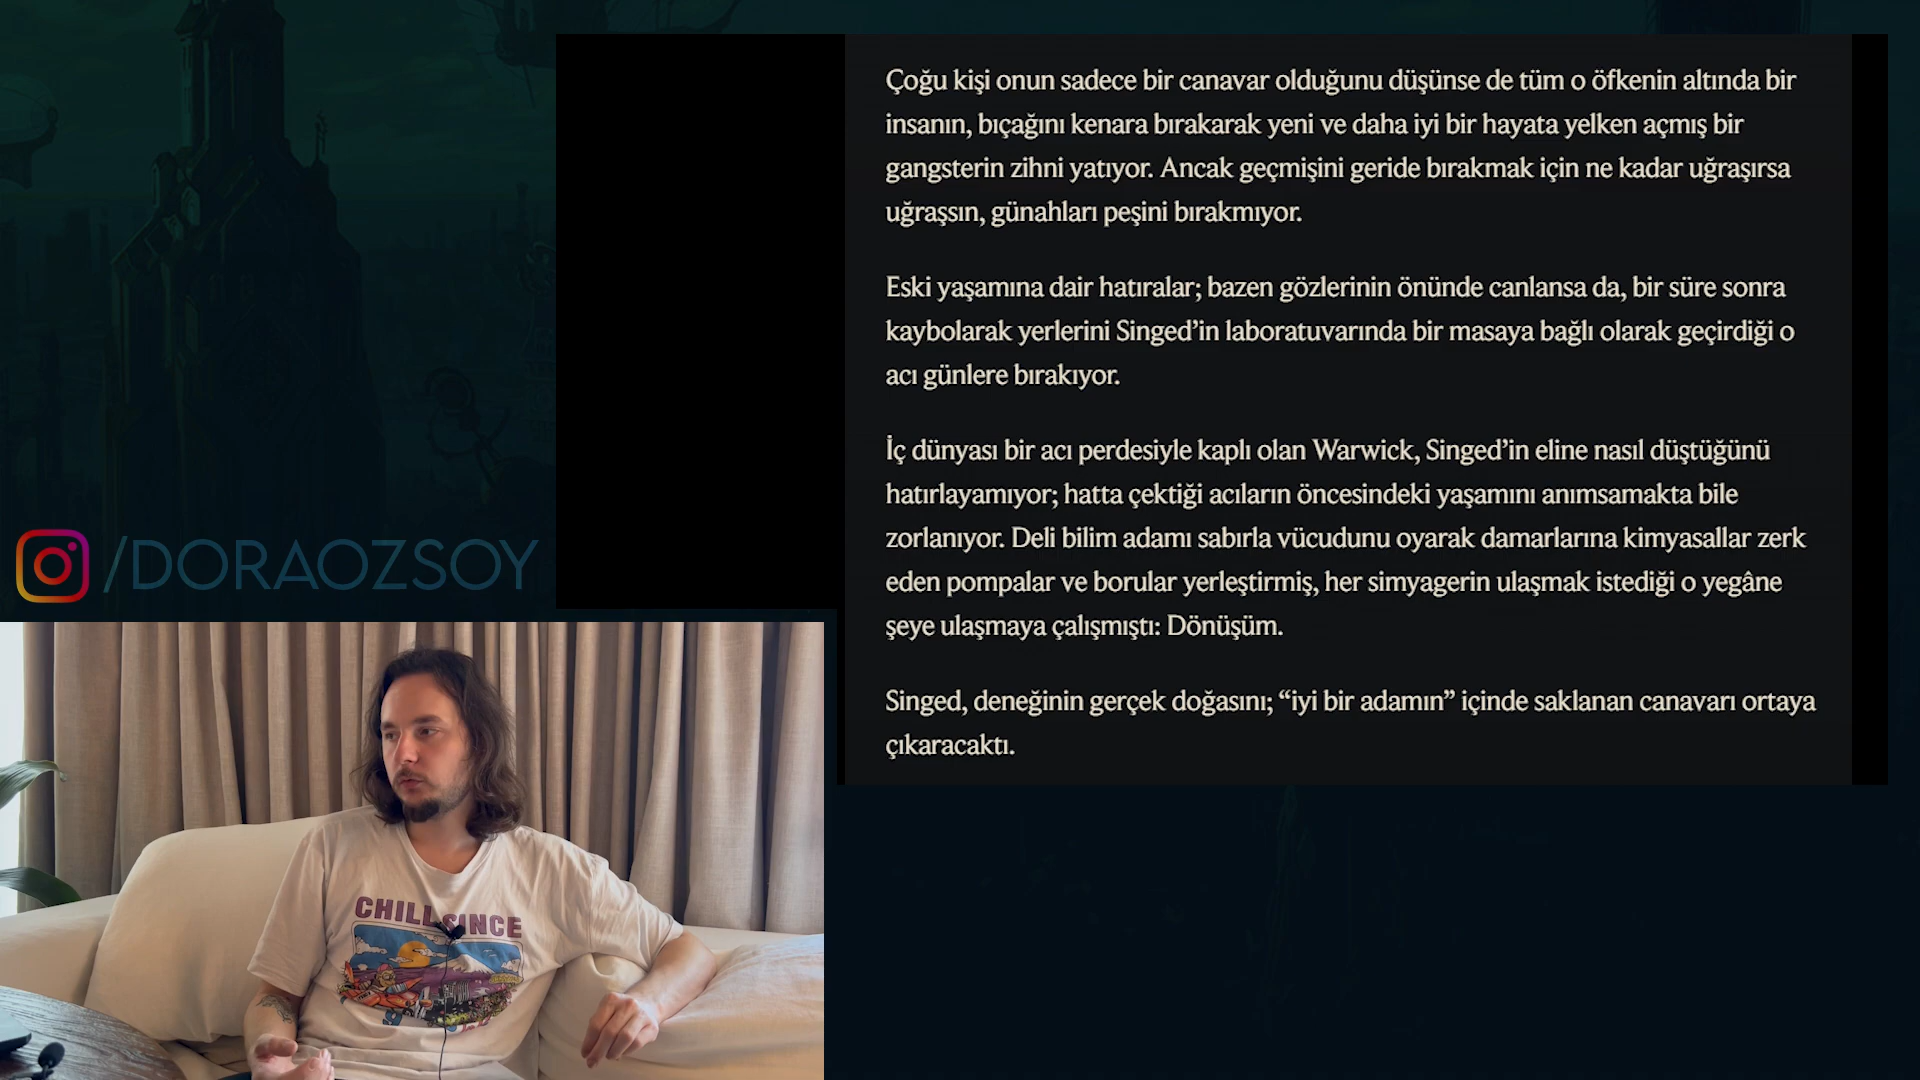 Çoğu kişi onun sadece bir canavar olduğunu düşünse de tüm o öfkenin altında bir
insanın, bıçağını kenara bırakarak yeni ve daha iyi bir hayata yelken açmış bir
gangsterin zihni yatıyor. Ancak geçmişini geride bırakmak için ne kadar uğraşırsa
uğraşsın, günahları peşini bırakmıyor.
Eski yaşamına dair hatıralar; bazen gözlerinin önünde canlansa da, bir süre sonra
kaybolarak yerlerini Singed’in laboratuvarında bir masaya bağlı olarak geçirdiği o
acı günlere bırakıyor.
İç dünyası bir acı perdesiyle kaplı olan Warwick, Singed’in eline nasıl düştüğünü
hatırlayamıyor; hatta çektiği acıların öncesindeki yaşamını anımsamakta bile
zorlanıyor. Deli bilim adamı sabırla vücudunu oyarak damarlarına kimyasallar zerk
eden pompalar ve borular yerleştirmiş, her simyagerin ulaşmak istediği o yegâne
şeye ulaşmaya çalışmıştı: Dönüşüm.
Singed, deneğinin gerçek doğasını; “iyi bir adamın” içinde saklanan canavarı ortaya
çıkaracaktı.
/DORAOZSOY
CHILL SINCE